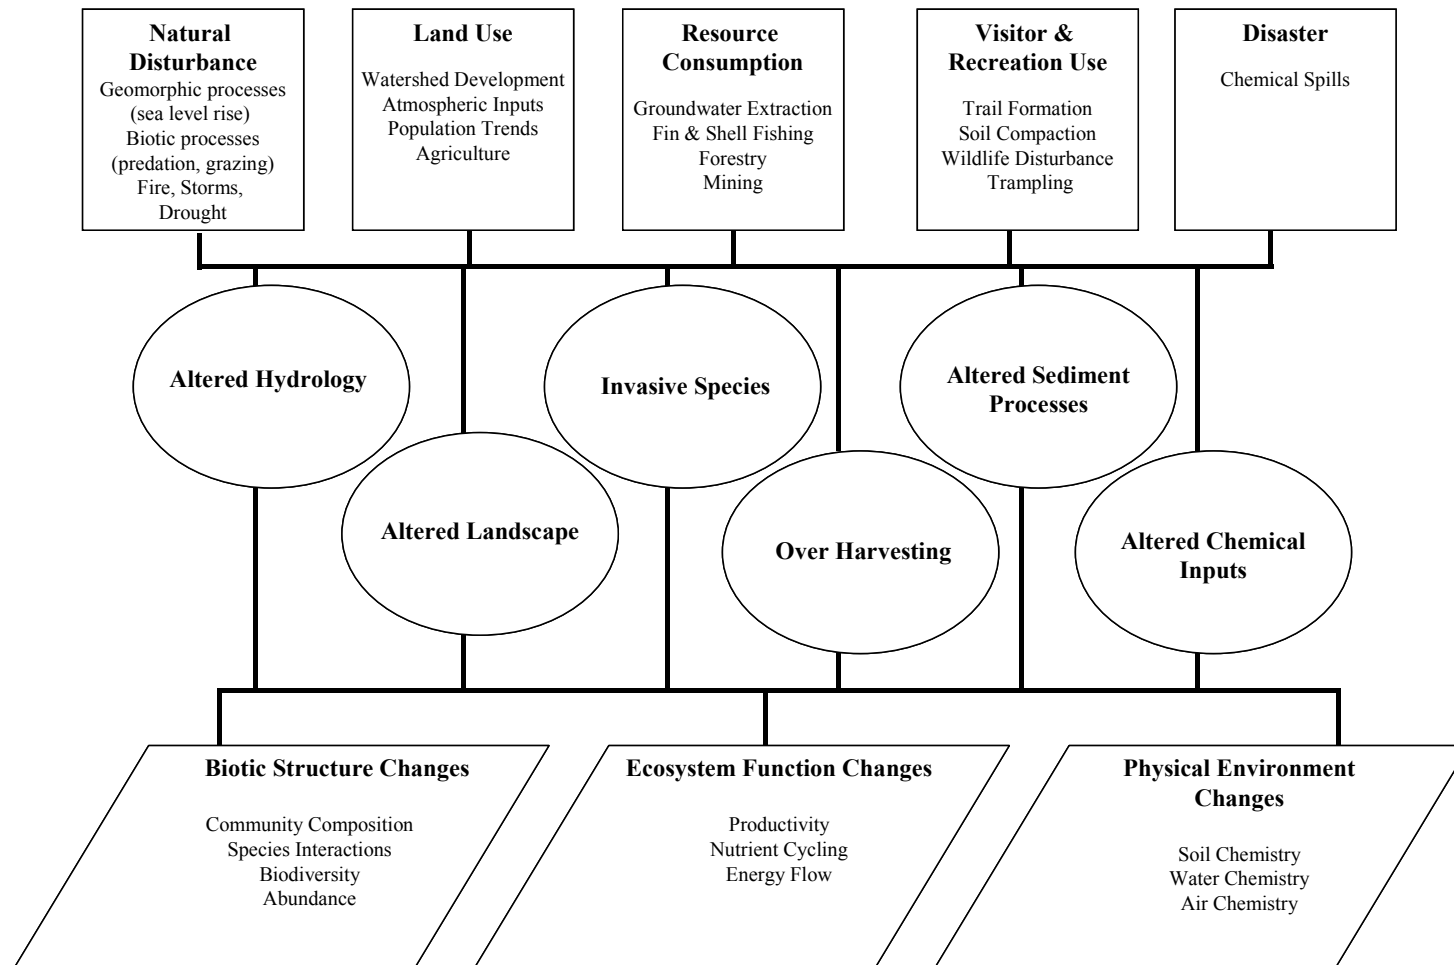 Natural
Disturbance
Geomorphic processes
(sea level rise)
Biotic processes
(predation, grazing)
Fire, Storms,
Drought
Land Use
Watershed Development
Atmospheric Inputs
Population Trends
Agriculture
Resource
Consumption
Groundwater Extraction
Fin & Shell Fishing
Forestry
Mining
Visitor &
Recreation Use
Trail Formation
Soil Compaction
Wildlife Disturbance
Trampling
Disaster
Chemical Spills
Altered Hydrology
Invasive Species
Altered Sediment
Processes
Altered Landscape
Over Harvesting
Altered Chemical
Inputs
Biotic Structure Changes
Community Composition
Species Interactions
Biodiversity
Abundance
Ecosystem Function Changes
Productivity
Nutrient Cycling
Energy Flow
Physical Environment
Changes
Soil Chemistry
Water Chemistry
Air Chemistry